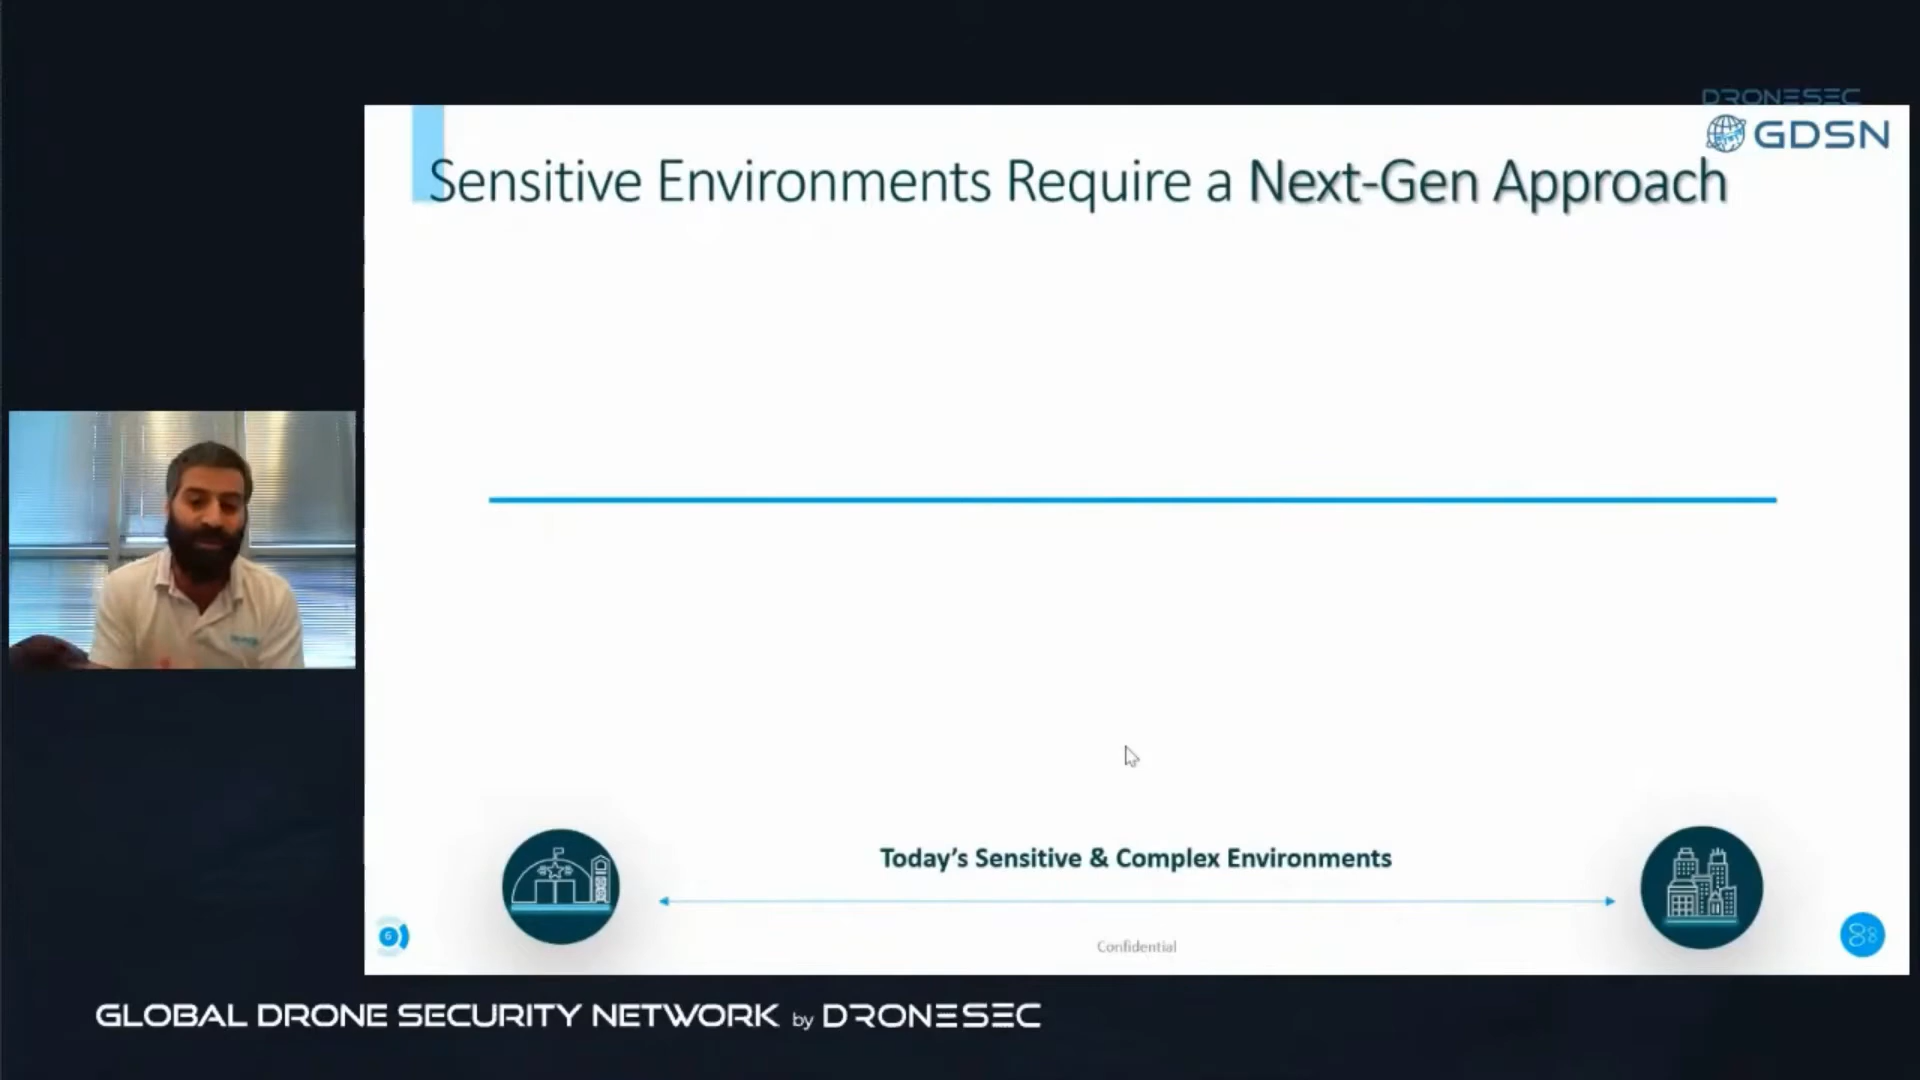 DRONESEC
GDSN
Sensitive Environments Require a Next-Gen Approach
Today's Sensitive & Complex Environments
6
Confidential
GLOBAL DRONE SECURITY NETWORK by DRONESEC